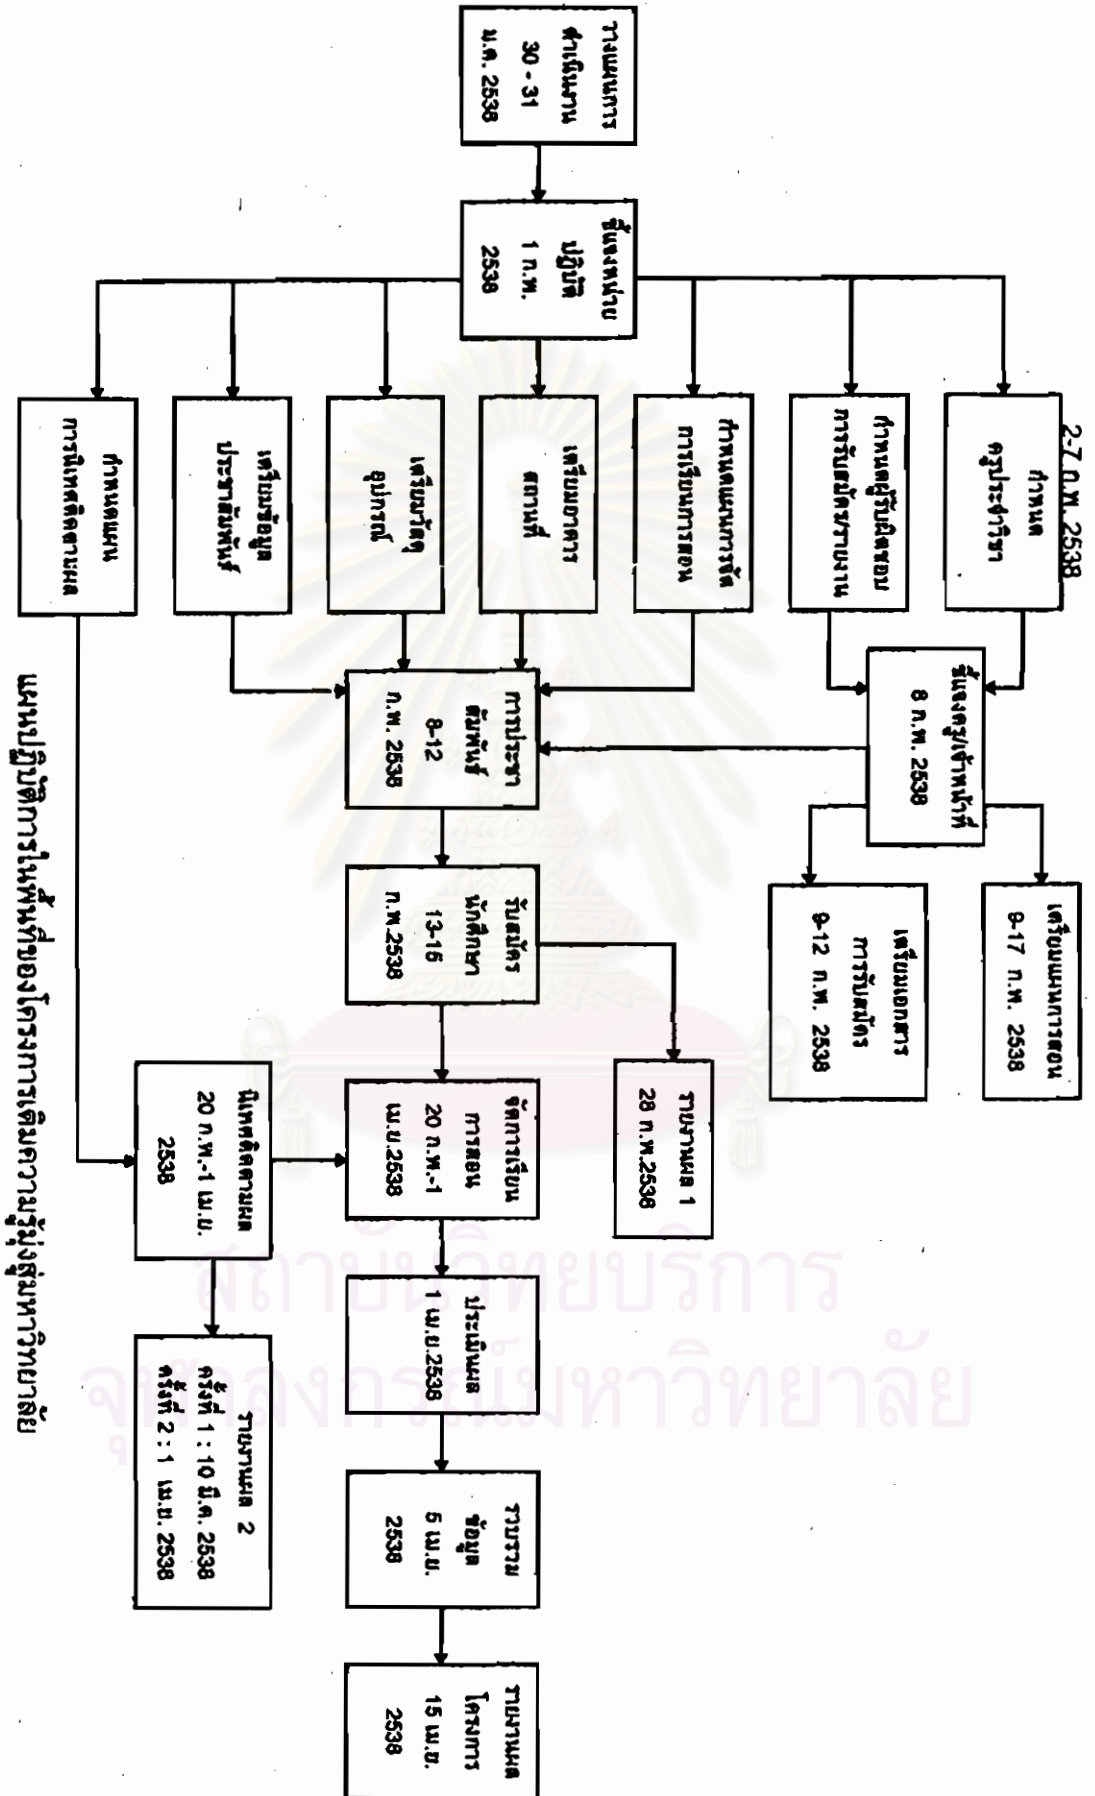 วางแผนการ
ดำเนินงาน
30 - 31
ม.ค. 2538
ชี้แจงหน่วย
ปฏิบัติ
1 ก.พ.
2538
2-7 ก.พ. 2538
กำหนด
ครูประจำวิชา
กำหนดผู้รับผิดชอบ
การรับสมัคร/รายงาน
กำหนดแผนการจัด
การเรียนการสอน
เตรียมอาคาร
สถานที่
เตรียมวัสดุ
อุปกรณ์
เตรียมข้อมูล
ประชาสัมพันธ์
กำหนดแผน
การนิเทศติดตามผล
ชี้แจงครู/เจ้าหน้าที่
8 ก.พ. 2538
การประชา
สัมพันธ์
8-12
ก.พ. 2538
เตรียมแผนการสอน
9-17 ก.พ. 2538
เตรียมเอกสาร
การรับสมัคร
9-12 ก.พ. 2538
รับสมัคร
นักศึกษา
13-15
ก.พ.2538
รายงานผล 1
28 ก.พ.2538
จัดการเรียน
การสอน
20 ก.พ.-1
เม.ย.2538
นิเทศติดตามผล
20 ก.พ.-1 เม.ย.
2538
ประเมินผล
1 เม.ย.2538
รายงานผล 2
ครั้งที่ 1 : 10 มี.ค. 2538
ครั้งที่ 2 : 1 เม.ย. 2538
รวบรวม
ข้อมูล
5 เม.ย.
2538
รายงานผล
โครงการ
15 เม.ย.
2538
แผนปฏิบัติการในพื้นที่ของโครงการเติมความรู้มุ่งสู่มหาวิทยาลัย
สถาบันวิทยบริการ
จุฬาลงกรณ์มหาวิทยาลัย